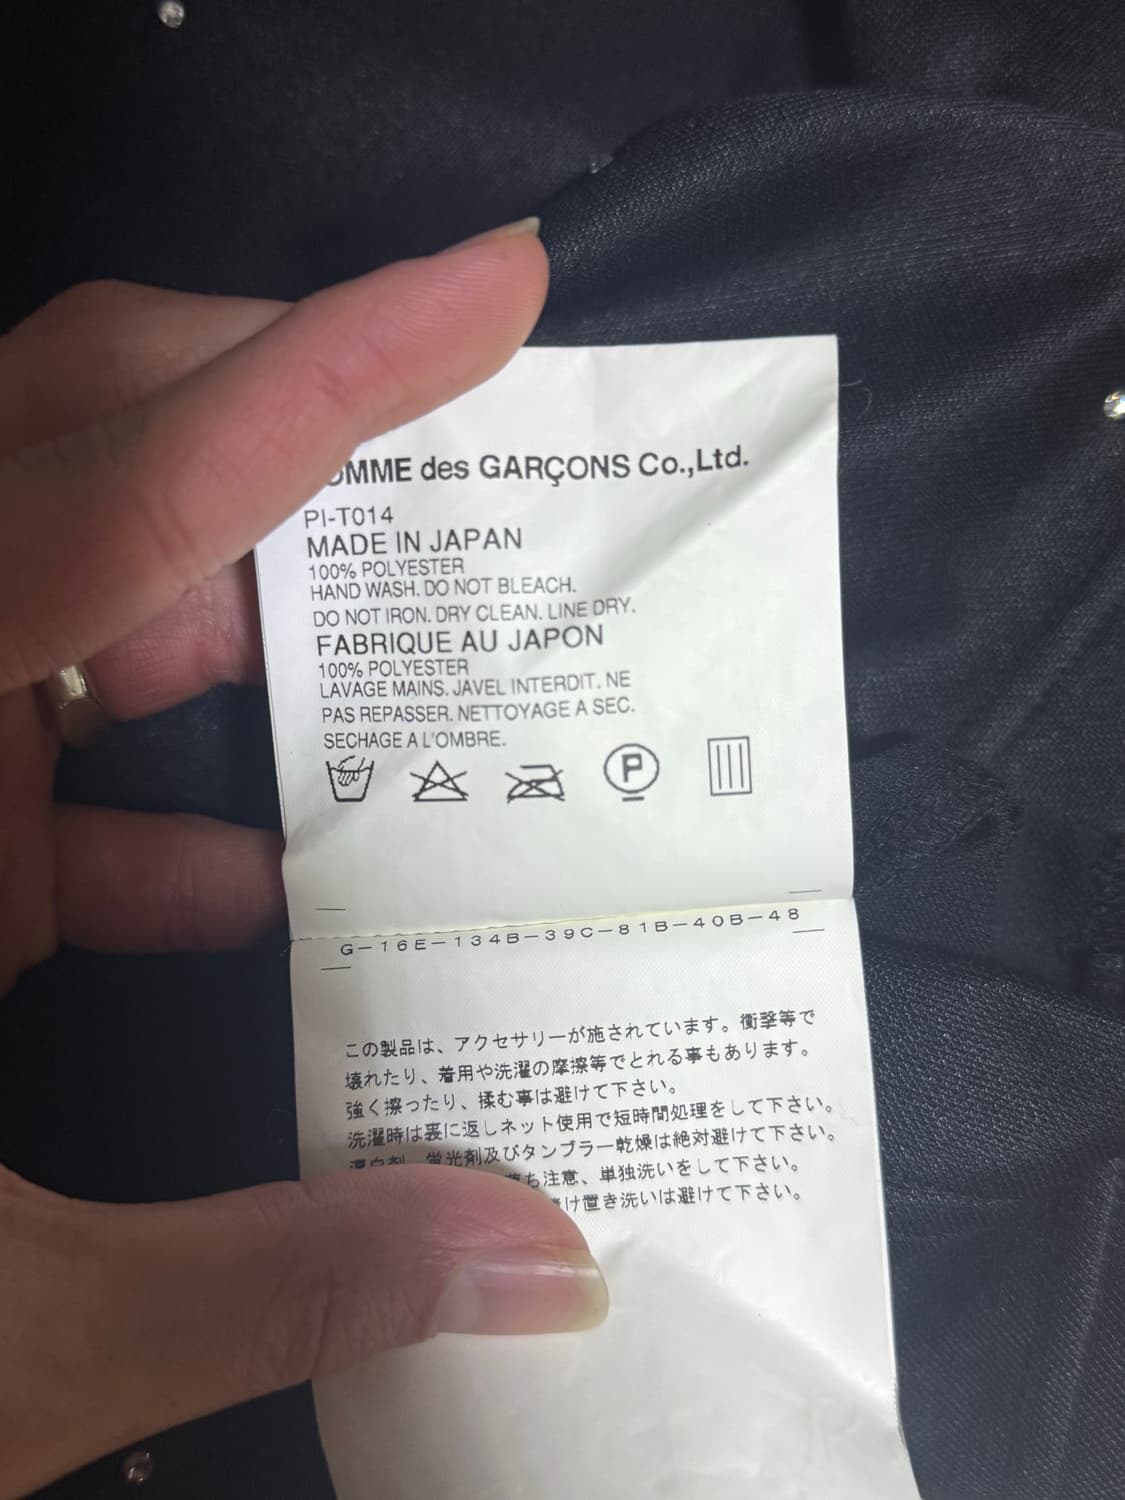 MME des GARÇONS Co.,Ltd.
PI-T014
MADE IN JAPAN
100% POLYESTER
HAND WASH. DO NOT BLEACH.
DO NOT IRON. DRY CLEAN. LINE DRY.
FABRIQUE AU JAPON
100% POLYESTER
LAVAGE MAINS. JAVEL INTERDIT. NE
PAS REPASSER. NETTOYAGE A SEC.
SECHAGE A L'OMBRE.
P
G-16E-134B-39C-81B-40B-48
この製品は、アクセサリーが施されています。衝撃等で
壊れたり、着用や洗濯の摩擦等でとれる事もあります。
強く擦ったり、揉む事は避けて下さい。
洗濯時は裏に返しネット使用で短時間処理をして下さい。
蛍光剤及びタンブラー乾燥は絶対避けて下さい。
ち注意、単独洗いをして下さい。
け置き洗いは避けて下さい。